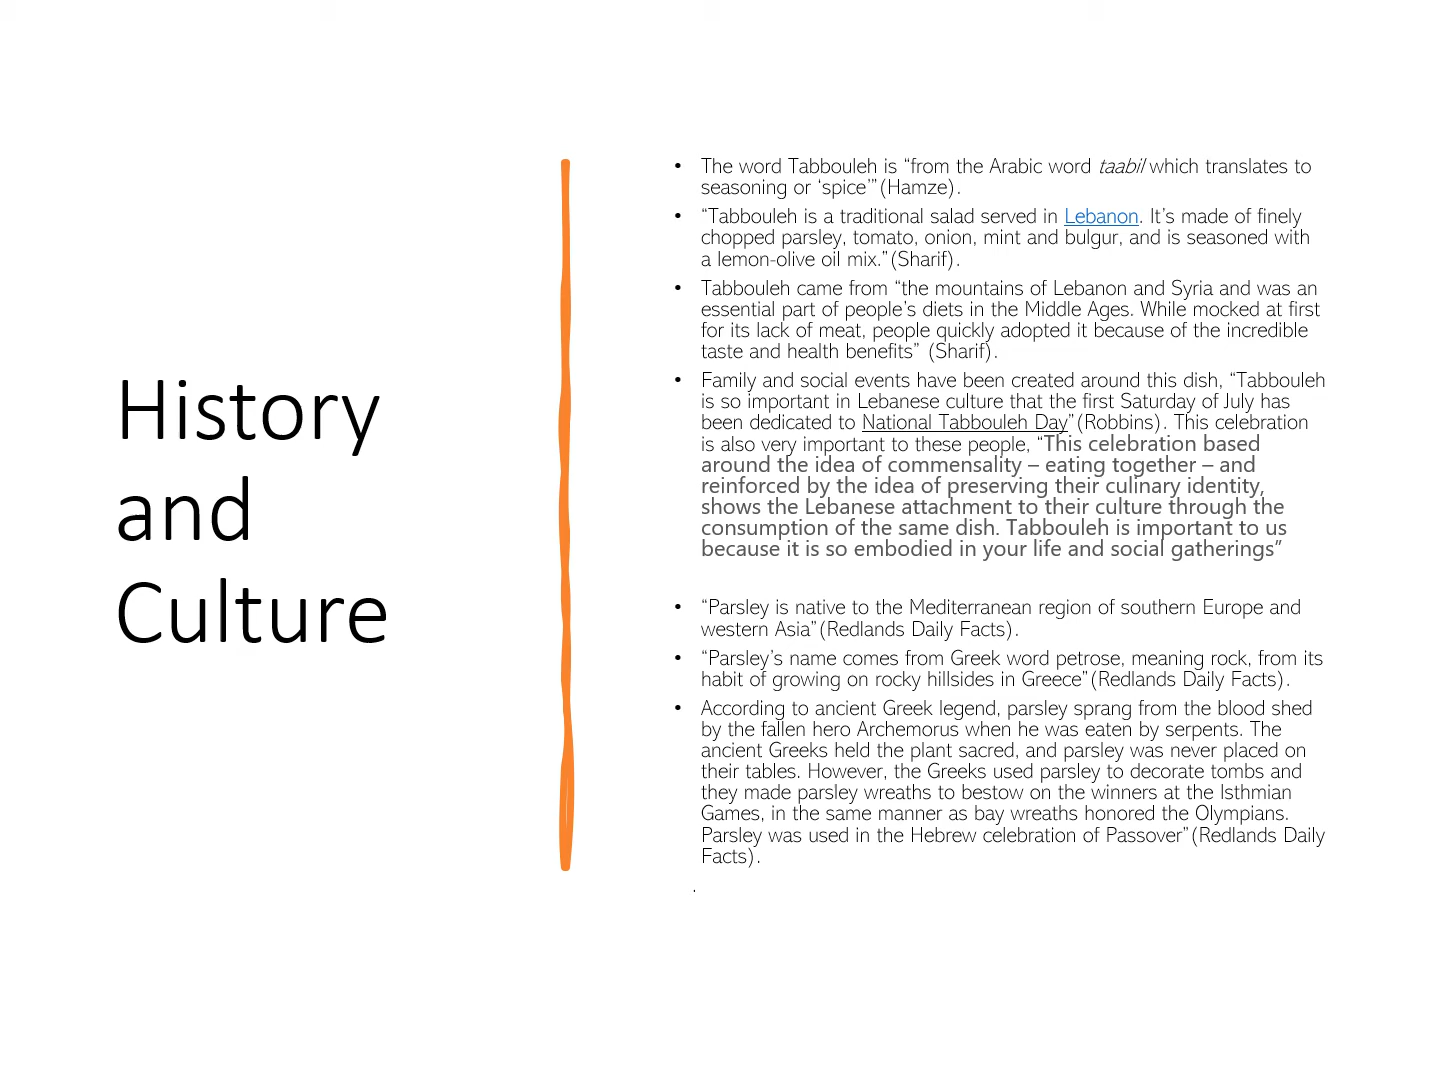 History
and
Culture
• The word Tabbouleh is “from the Arabic word taabil which translates to
seasoning or ‘spice’”(Hamze).
• “Tabbouleh is a traditional salad served in Lebanon. It’s made of finely
chopped parsley, tomato, onion, mint and bulgur, and is seasoned with
a lemon-olive oil mix.”(Sharif).
• Tabbouleh came from “the mountains of Lebanon and Syria and was an
essential part of people’s diets in the Middle Ages. While mocked at first
for its lack of meat, people quickly adopted it because of the incredible
taste and health benefits” (Sharif).
• Family and social events have been created around this dish, “Tabbouleh
is so important in Lebanese culture that the first Saturday of July has
been dedicated to National Tabbouleh Day”(Robbins). This celebration
is also very important to these people, “This celebration based
around the idea of commensality – eating together – and
reinforced by the idea of preserving their culinary identity,
shows the Lebanese attachment to their culture through the
consumption of the same dish. Tabbouleh is important to us
because it is so embodied in your life and social gatherings”
• “Parsley is native to the Mediterranean region of southern Europe and
western Asia”(Redlands Daily Facts).
• “Parsley’s name comes from Greek word petrose, meaning rock, from its
habit of growing on rocky hillsides in Greece”(Redlands Daily Facts).
• According to ancient Greek legend, parsley sprang from the blood shed
by the fallen hero Archemorus when he was eaten by serpents. The
ancient Greeks held the plant sacred, and parsley was never placed on
their tables. However, the Greeks used parsley to decorate tombs and
they made parsley wreaths to bestow on the winners at the Isthmian
Games, in the same manner as bay wreaths honored the Olympians.
Parsley was used in the Hebrew celebration of Passover”(Redlands Daily
Facts).
.